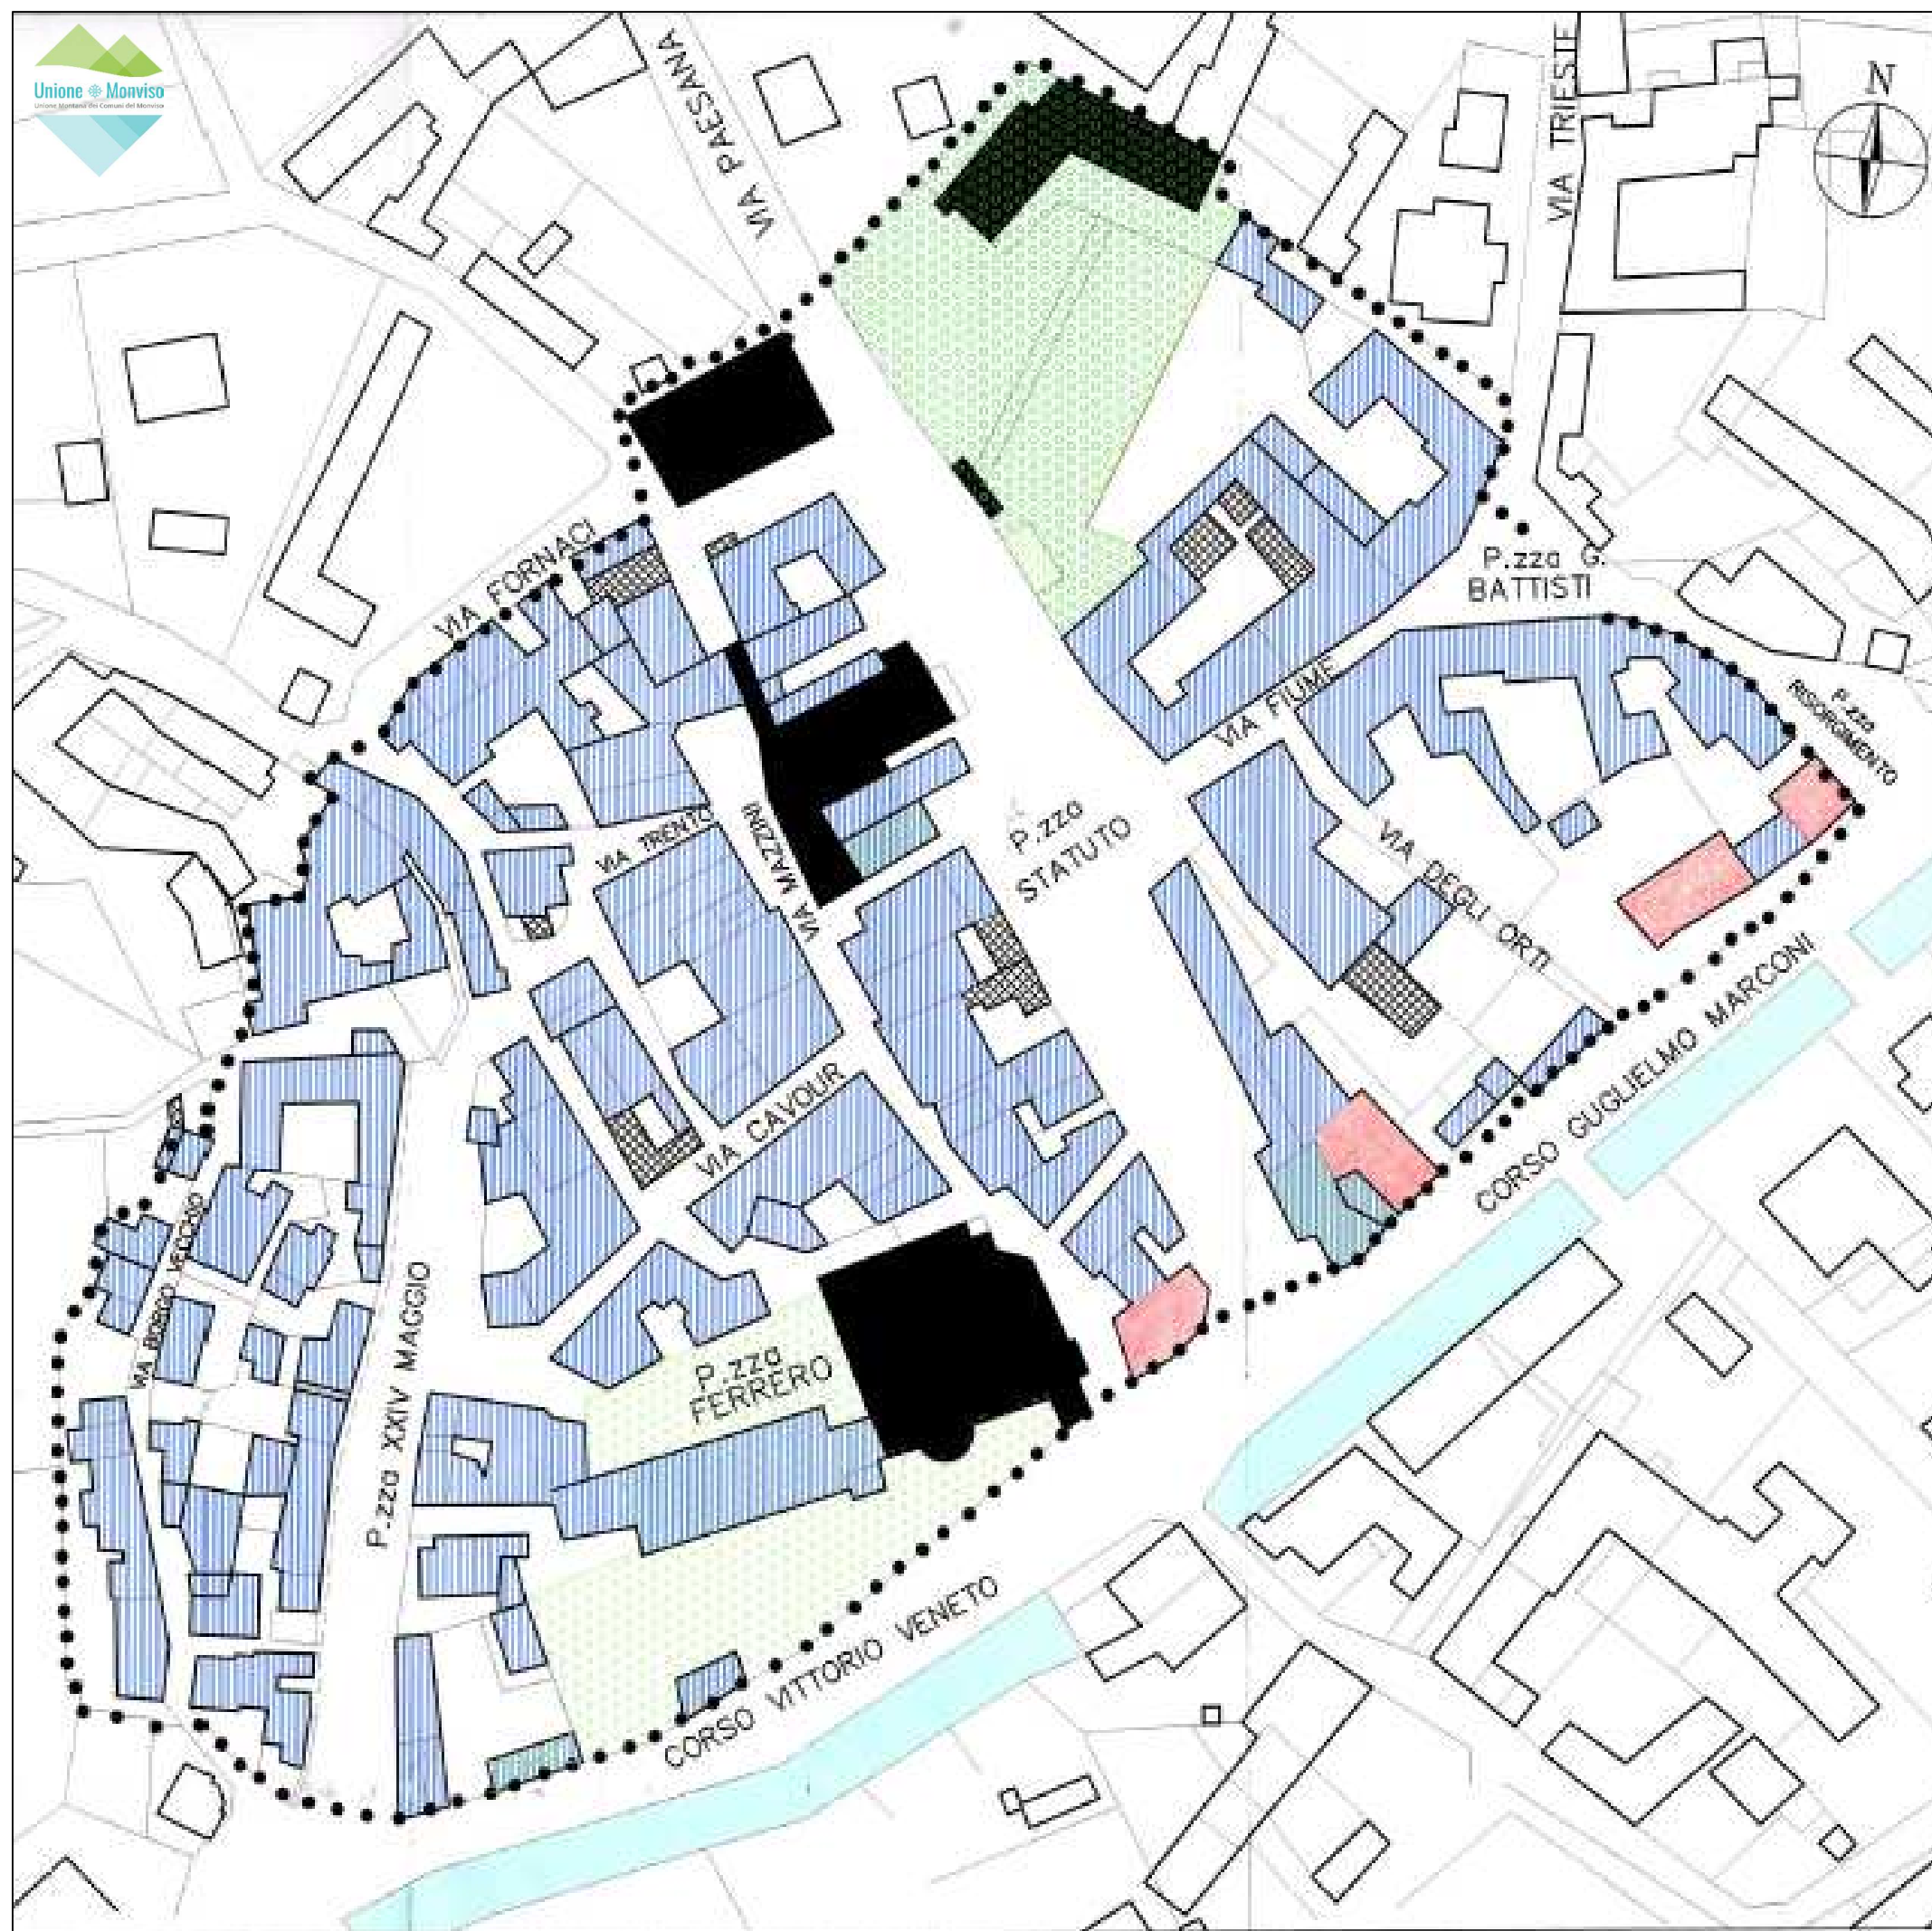 Unione Monviso
Unione Montana dei Comuni del Monviso
N
VIA PAESANA
VIA TRIESTE
VIA FORNACI
P.zza G.
BATTISTI
P.zza
RISORGIMENTO
VIA FIUME
VIA TRENTO
VIA MAZZINI
P.zza
STATUTO
VIA DEGLI ORTI
CORSO GUGLIELMO MARCONI
VIA CAVOUR
VIA BORGO VECCHIO
P.zza XXIV MAGGIO
P.zza
FERRERO
CORSO VITTORIO VENETO